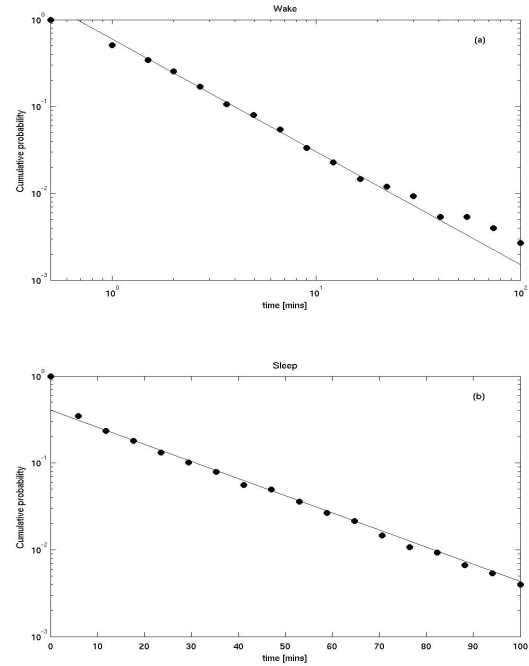 Wake
(a)
10^0
10^-1
10^-2
10^-3
Cumulative probability
10^0 10^1 10^2
time [mins]
Sleep
(b)
10^0
10^-1
10^-2
10^-3
Cumulative probability
0 10 20 30 40 50 60 70 80 90 100
time [mins]